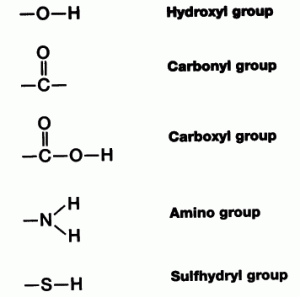 —O—H Hydroxyl group
O
—C— Carbonyl group
O
—C—O—H Carboxyl group
H
—N Amino group
H
—S—H Sulfhydryl group